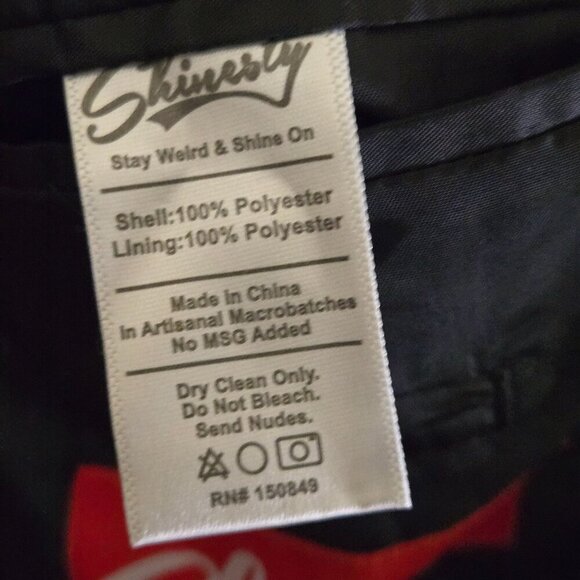 Shinesty
Stay Weird & Shine On
Shell:100% Polyester
Lining:100% Polyester
Made in China
In Artisanal Macrobatches
No MSG Added
Dry Clean Only.
Do Not Bleach.
Send Nudes.
RN# 150849